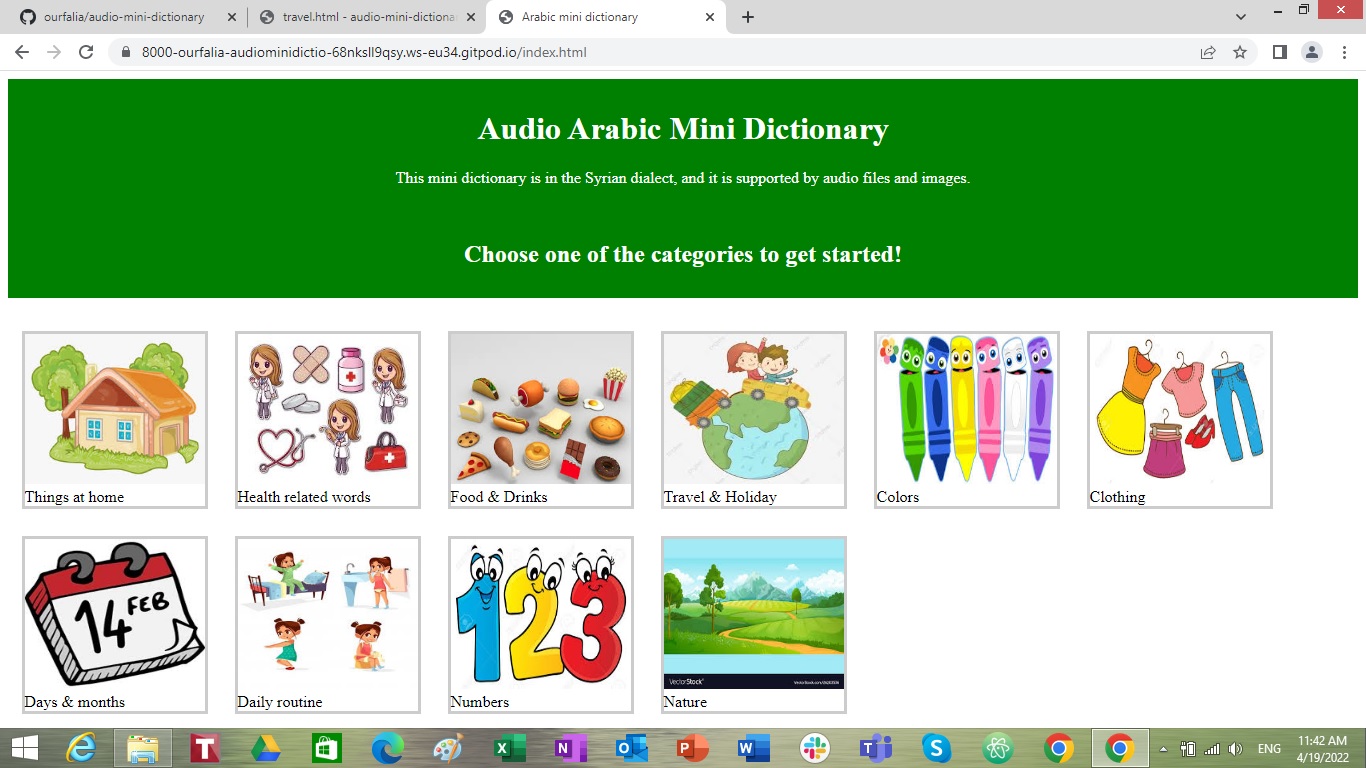 ourfalia/audio-mini-dictionary
travel.html - audio-mini-dictiona
Arabic mini dictionary
8000-ourfalia-audiominidictio-68nksll9qsy.ws-eu34.gitpod.io/index.html
Audio Arabic Mini Dictionary
This mini dictionary is in the Syrian dialect, and it is supported by audio files and images.
Choose one of the categories to get started!
Things at home
Health related words
Food & Drinks
Travel & Holiday
Colors
Clothing
14 FEB
123
VectorStock®
Days & months
Daily routine
Numbers
Nature
ENG
11:42 AM
4/19/2022